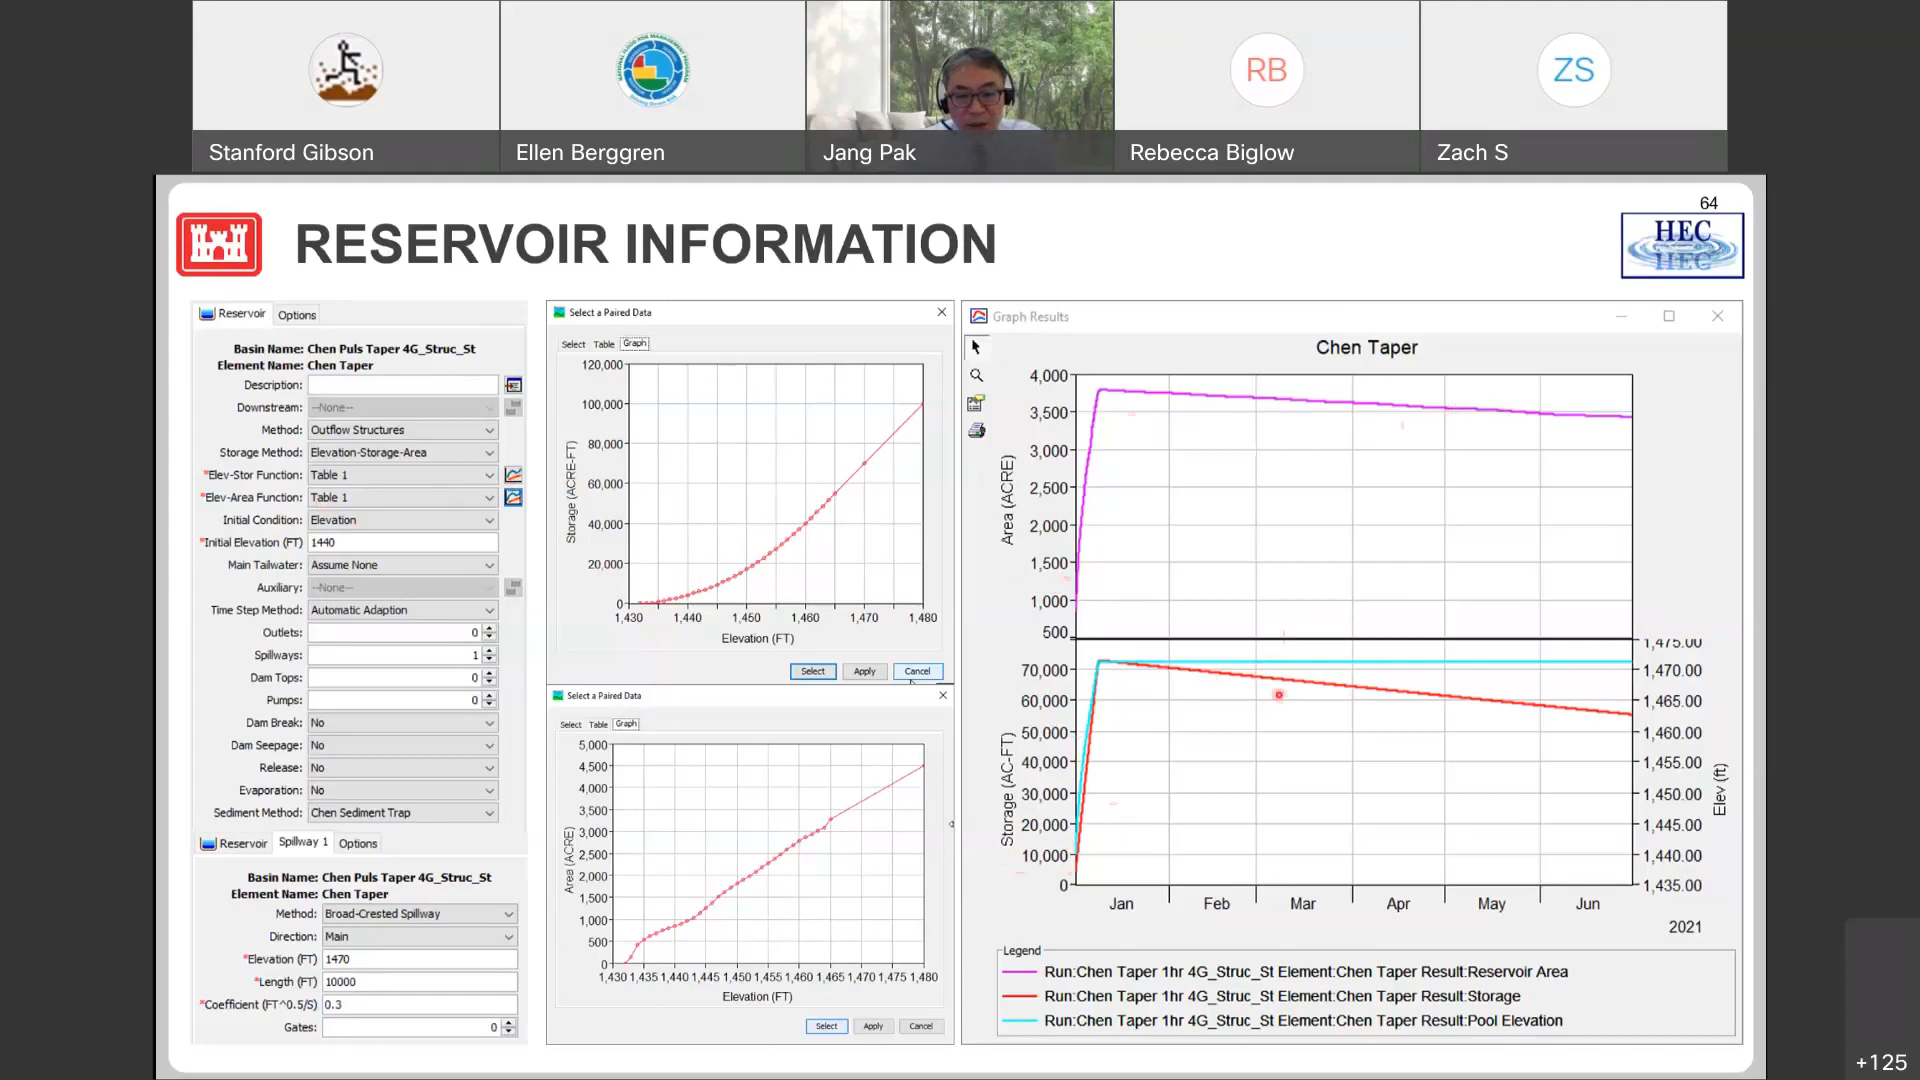 RB
ZS
Stanford Gibson
Ellen Berggren
Jang Pak
Rebecca Biglow
Zach S
64
RESERVOIR INFORMATION
HEC
Reservoir Options
Basin Name: Chen Puls Taper 4G_Struc_St
Element Name: Chen Taper
Description:
Downstream: --None--
Method: Outflow Structures
Storage Method: Elevation-Storage-Area
*Elev-Stor Function: Table 1
*Elev-Area Function: Table 1
Initial Condition: Elevation
*Initial Elevation (FT) 1440
Main Tailwater: Assume None
Auxiliary: --None--
Time Step Method: Automatic Adaption
Outlets: 0
Spillways: 1
Dam Tops: 0
Pumps: 0
Dam Break: No
Dam Seepage: No
Release: No
Evaporation: No
Sediment Method: Chen Sediment Trap
Reservoir Spillway 1 Options
Basin Name: Chen Puls Taper 4G_Struc_St
Element Name: Chen Taper
Method: Broad-Crested Spillway
Direction: Main
*Elevation (FT) 1470
*Length (FT) 10000
*Coefficient (FT^0.5/S) 0.3
Gates: 0
Select a Paired Data
Select Table Graph
120,000
100,000
80,000
60,000
40,000
20,000
0
Storage (ACRE-FT)
1,430 1,440 1,450 1,460 1,470 1,480
Elevation (FT)
Select Apply Cancel
Select a Paired Data
Select Table Graph
5,000
4,500
4,000
3,500
3,000
2,500
2,000
1,500
1,000
500
0
Area (ACRE)
1,430 1,435 1,440 1,445 1,450 1,455 1,460 1,465 1,470 1,475 1,480
Elevation (FT)
Select Apply Cancel
Graph Results
Chen Taper
4,000
3,500
3,000
2,500
2,000
1,500
1,000
500
Area (ACRE)
70,000
60,000
50,000
40,000
30,000
20,000
10,000
0
Storage (AC-FT)
1,475.00
1,470.00
1,465.00
1,460.00
1,455.00
1,450.00
1,445.00
1,440.00
1,435.00
Elev (ft)
Jan Feb Mar Apr May Jun
2021
Legend
Run:Chen Taper 1hr 4G_Struc_St Element:Chen Taper Result:Reservoir Area
Run:Chen Taper 1hr 4G_Struc_St Element:Chen Taper Result:Storage
Run:Chen Taper 1hr 4G_Struc_St Element:Chen Taper Result:Pool Elevation
+125